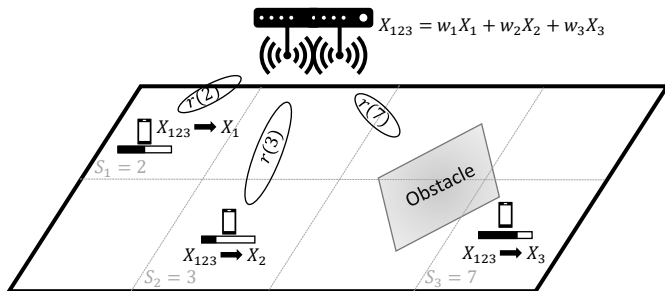 X₁₂₃ = w₁X₁ + w₂X₂ + w₃X₃
r(2)
r(7)
r(3)
X₁₂₃ → X₁
S₁ = 2
Obstacle
X₁₂₃ → X₂
S₂ = 3
X₁₂₃ → X₃
S₃ = 7